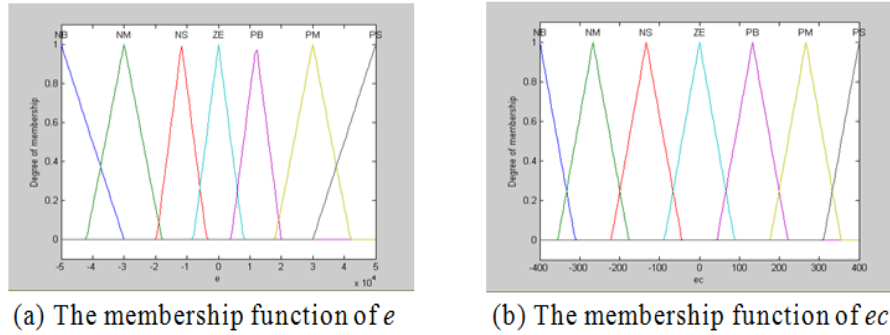 NB NM NS ZE PB PM PS
1
0.8
0.6
0.4
0.2
0
Degree of membership
-5 -4 -3 -2 -1 0 1 2 3 4 5
e
x 10^4
(a) The membership function of e
NB NM NS ZE PB PM PS
1
0.8
0.6
0.4
0.2
0
Degree of membership
-400 -300 -200 -100 0 100 200 300 400
ec
(b) The membership function of ec